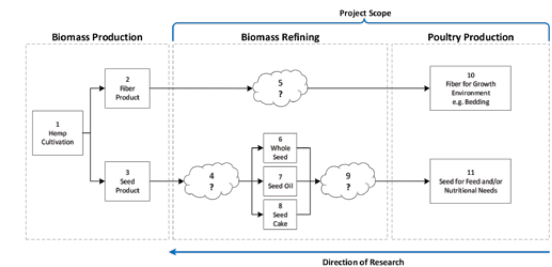 Project Scope
Biomass Production
Biomass Refining
Poultry Production
2
Fiber
Product
5
?
10
Fiber for Growth
Environment
e.g. Bedding
1
Hemp
Cultivation
6
Whole
Seed
3
Seed
Product
4
?
7
Seed Oil
9
?
11
Seed for Feed and/or
Nutritional Needs
8
Seed
Cake
Direction of Research